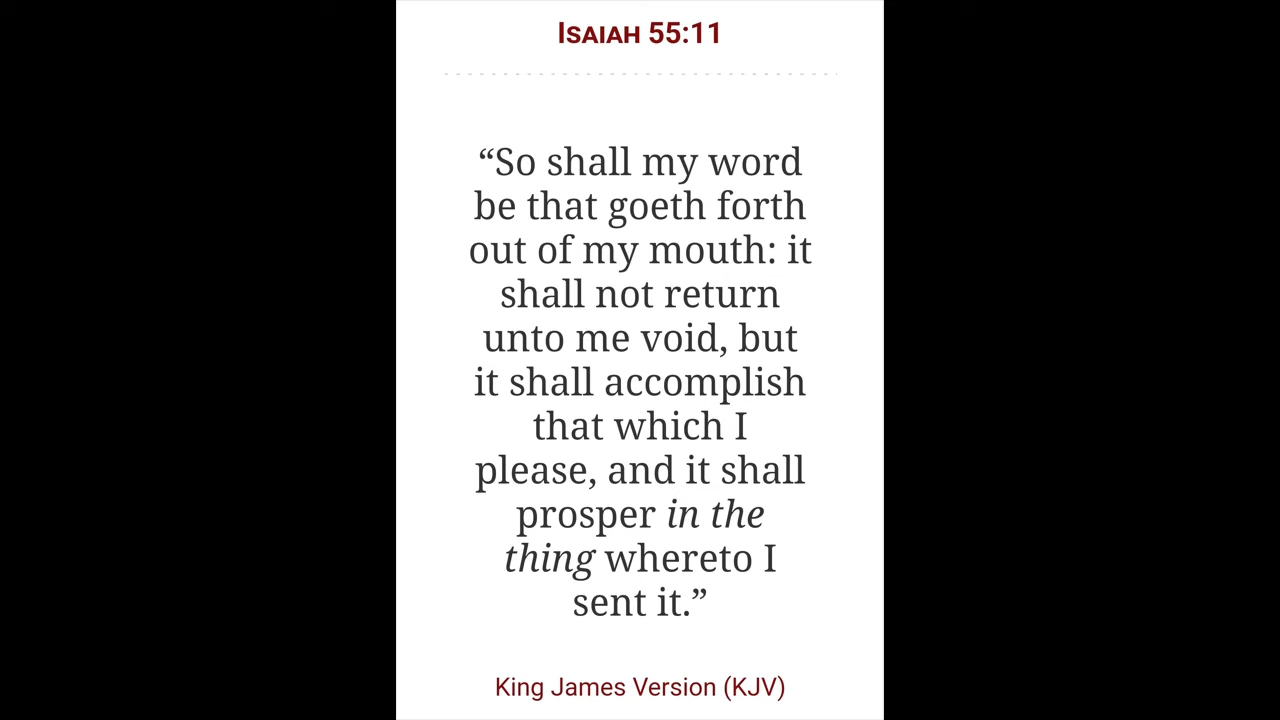 Isaiah 55:11
“So shall my word
be that goeth forth
out of my mouth: it
shall not return
unto me void, but
it shall accomplish
that which I
please, and it shall
prosper in the
thing whereto I
sent it.”
King James Version (KJV)